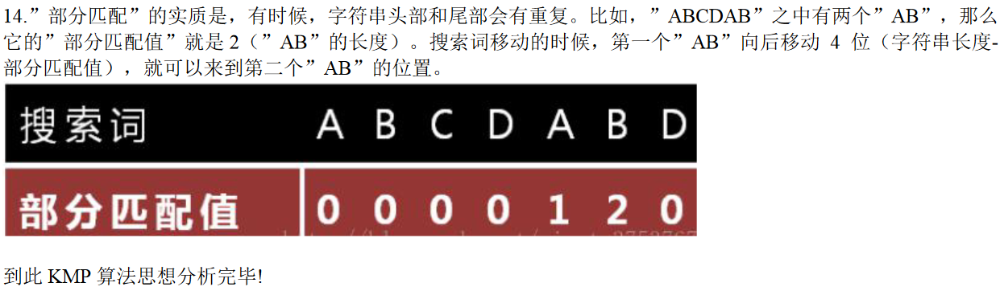 14.”部分匹配”的实质是，有时候，字符串头部和尾部会有重复。比如，”ABCDAB”之中有两个”AB”，那么
它的”部分匹配值”就是 2（”AB”的长度）。搜索词移动的时候，第一个”AB”向后移动 4 位（字符串长度-
部分匹配值），就可以来到第二个”AB”的位置。
搜索词 A B C D A B D
部分匹配值 0 0 0 0 1 2 0
到此 KMP 算法思想分析完毕!